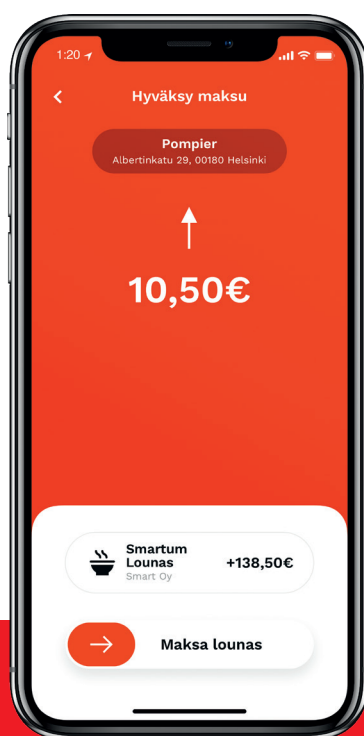 1:20
Hyväksy maksu
Pompier
Albertinkatu 29, 00180 Helsinki
10,50€
Smartum
Lounas
Smart Oy
+138,50€
Maksa lounas